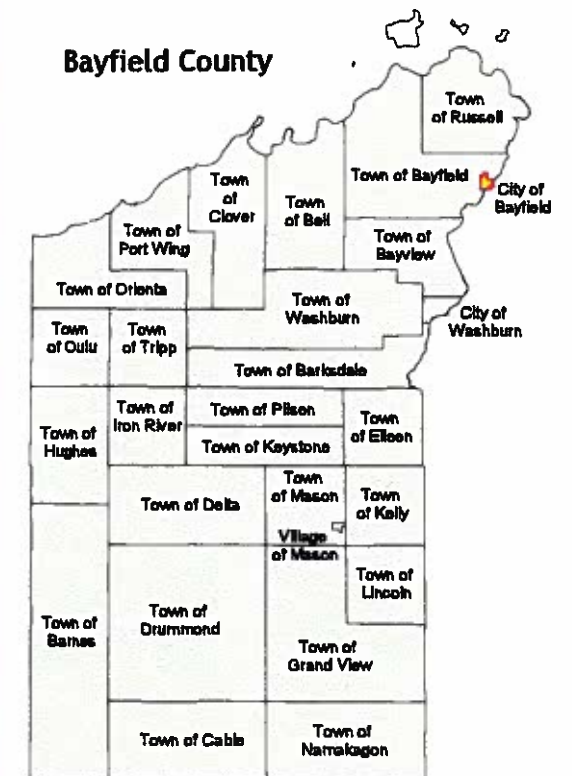 Bayfield County
Town
of Russell
Town of Bayfield
City of
Bayfield
Town
of
Clover
Town
of Bell
Town of
Port Wing
Town of
Bayview
Town of Orienta
Town of
Washburn
City of
Washburn
Town
of Oulu
Town
of Tripp
Town of Barksdale
Town of
Iron River
Town of Pilsen
Town of
Hughes
Town of Keystone
Town
of Eileen
Town of Delta
Town
of Mason
Town
of Kelly
Village
of Mason
Town of
Lincoln
Town of
Barnes
Town of
Drummond
Town of
Grand View
Town of Cable
Town of
Namakagon